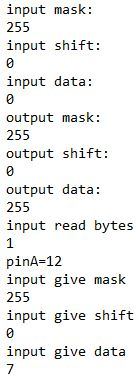 input mask:
255
input shift:
0
input data:
0
output mask:
255
output shift:
0
output data:
255
input read bytes
1
pinA=12
input give mask
255
input give shift
0
input give data
7